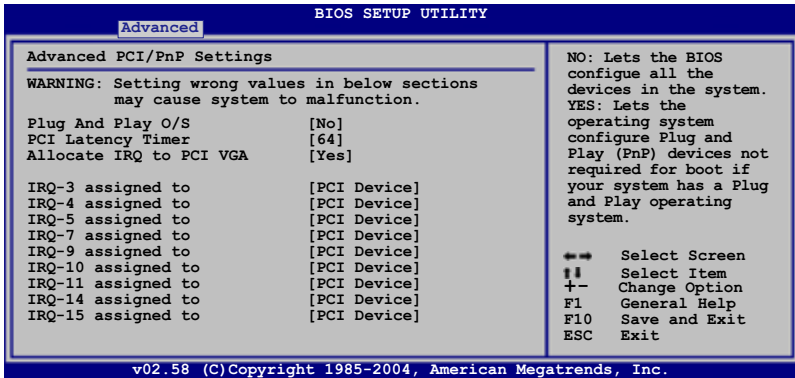 BIOS SETUP UTILITY
Advanced
Advanced PCI/PnP Settings
WARNING: Setting wrong values in below sections
may cause system to malfunction.
Plug And Play O/S [No]
PCI Latency Timer [64]
Allocate IRQ to PCI VGA [Yes]
IRQ-3 assigned to [PCI Device]
IRQ-4 assigned to [PCI Device]
IRQ-5 assigned to [PCI Device]
IRQ-7 assigned to [PCI Device]
IRQ-9 assigned to [PCI Device]
IRQ-10 assigned to [PCI Device]
IRQ-11 assigned to [PCI Device]
IRQ-14 assigned to [PCI Device]
IRQ-15 assigned to [PCI Device]
NO: Lets the BIOS
configue all the
devices in the system.
YES: Lets the
operating system
configure Plug and
Play (PnP) devices not
required for boot if
your system has a Plug
and Play operating
system.
←→ Select Screen
↑↓ Select Item
+- Change Option
F1 General Help
F10 Save and Exit
ESC Exit
v02.58 (C)Copyright 1985-2004, American Megatrends, Inc.